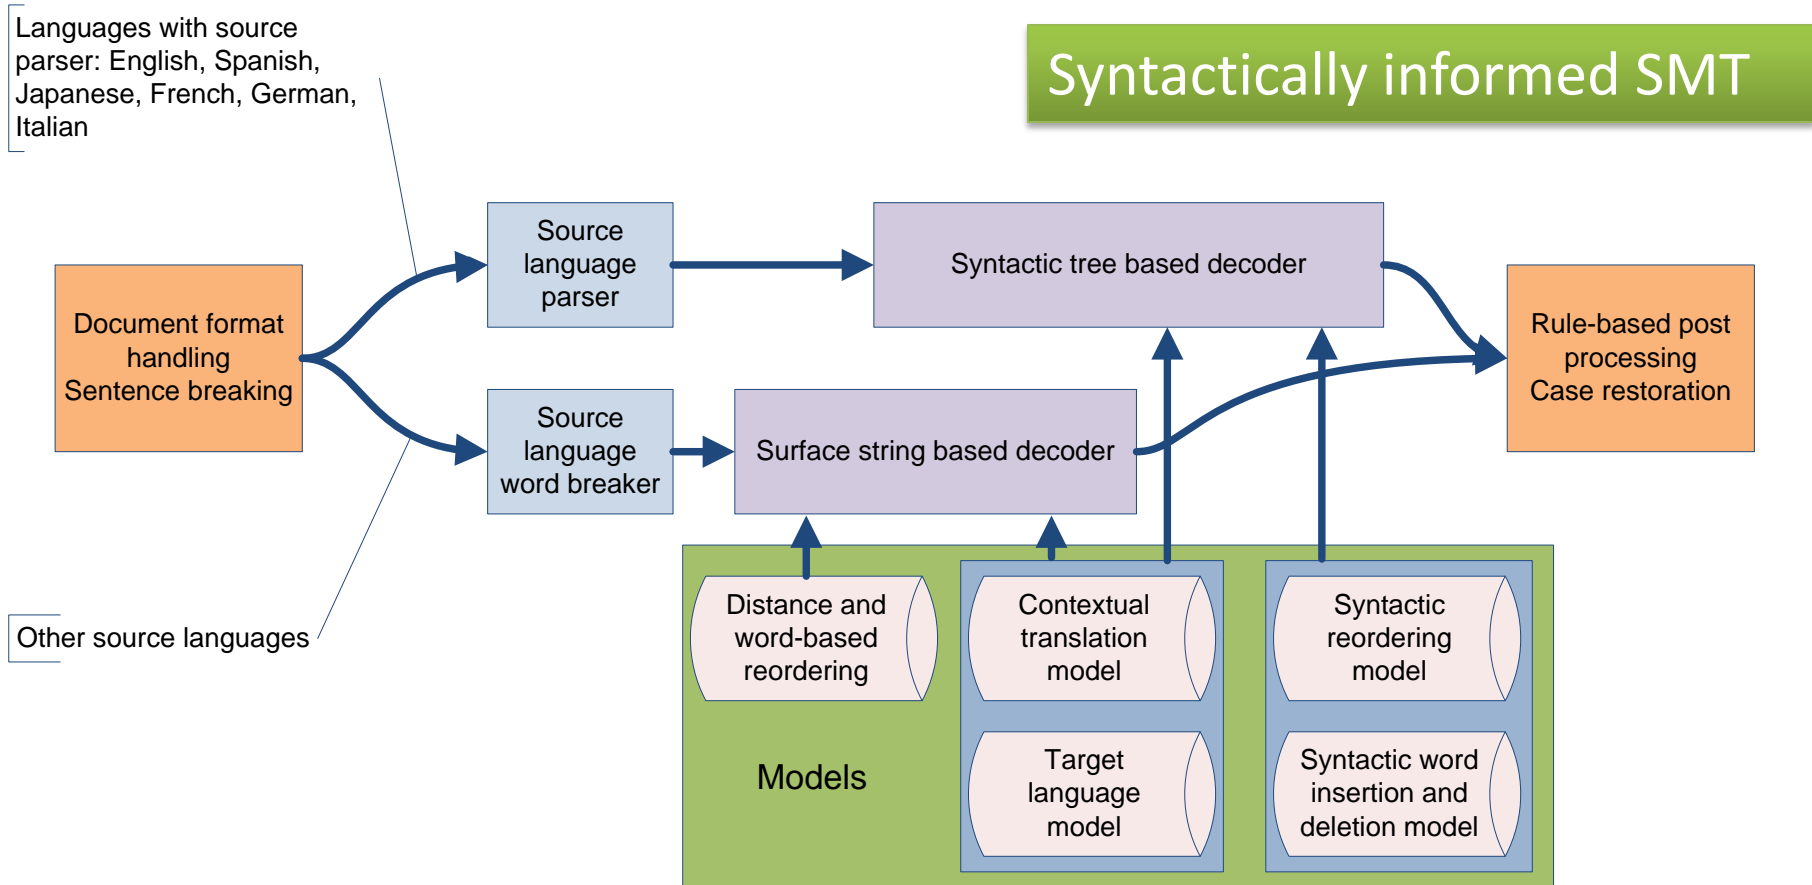 Languages with source
parser: English, Spanish,
Japanese, French, German,
Italian
Syntactically informed SMT
Document format
handling
Sentence breaking
Source
language
parser
Syntactic tree based decoder
Rule-based post
processing
Case restoration
Source
language
word breaker
Surface string based decoder
Other source languages
Distance and
word-based
reordering
Contextual
translation
model
Syntactic
reordering
model
Models
Target
language
model
Syntactic word
insertion and
deletion model